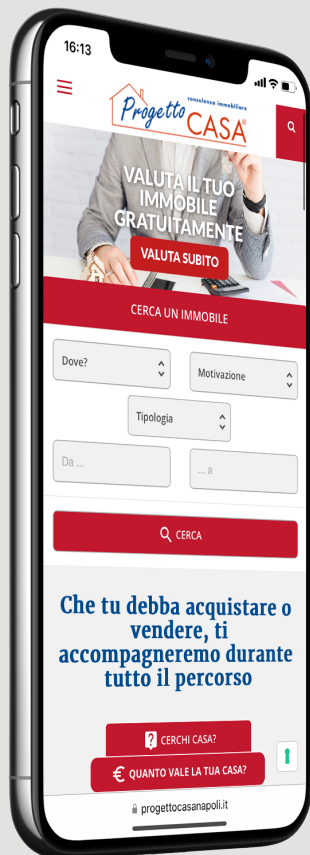 16:13
consulenza immobiliare
Progetto
CASA
VALUTA IL TUO
IMMOBILE
GRATUITAMENTE
VALUTA SUBITO
CERCA UN IMMOBILE
Dove?
Motivazione
Tipologia
Da ...
... a
CERCA
Che tu debba acquistare o
vendere, ti
accompagneremo durante
tutto il percorso
CERCHI CASA?
€ QUANTO VALE LA TUA CASA?
progettocasanapoli.it